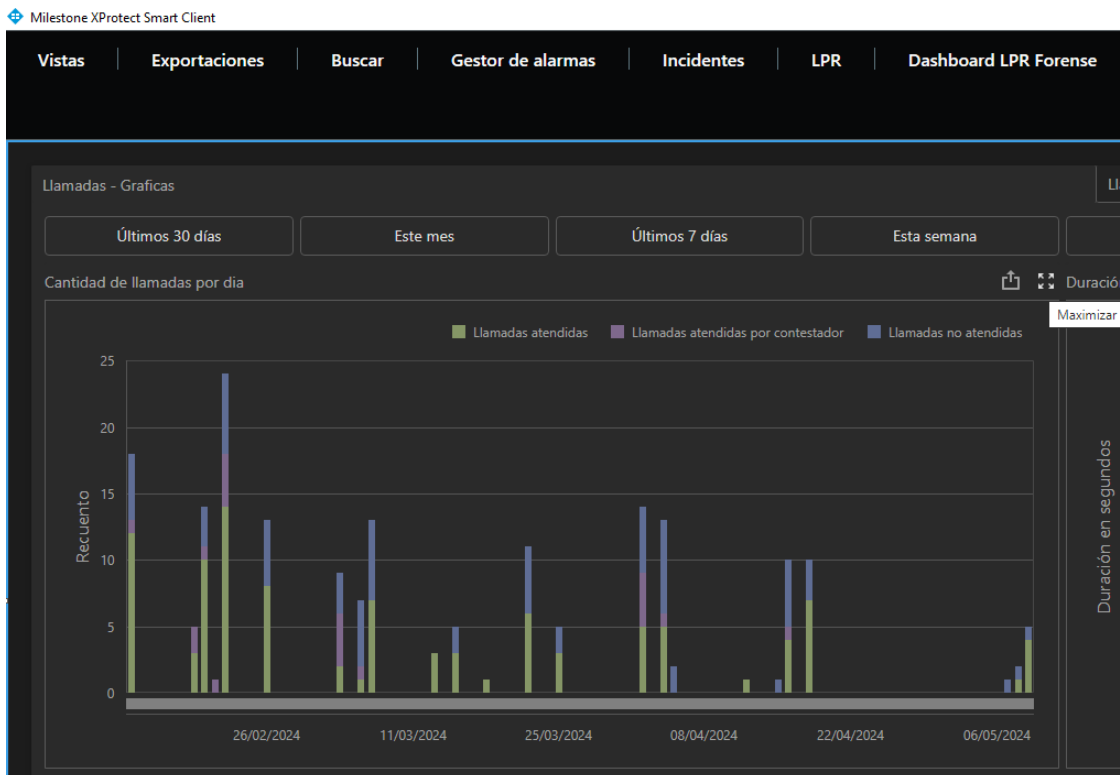 Milestone XProtect Smart Client
Vistas Exportaciones Buscar Gestor de alarmas Incidentes LPR Dashboard LPR Forense
Llamadas - Graficas
Últimos 30 días Este mes Últimos 7 días Esta semana
Cantidad de llamadas por dia
Maximizar
Llamadas atendidas Llamadas atendidas por contestador Llamadas no atendidas
Recuento
25
20
15
10
5
0
26/02/2024 11/03/2024 25/03/2024 08/04/2024 22/04/2024 06/05/2024
Duración en segundos